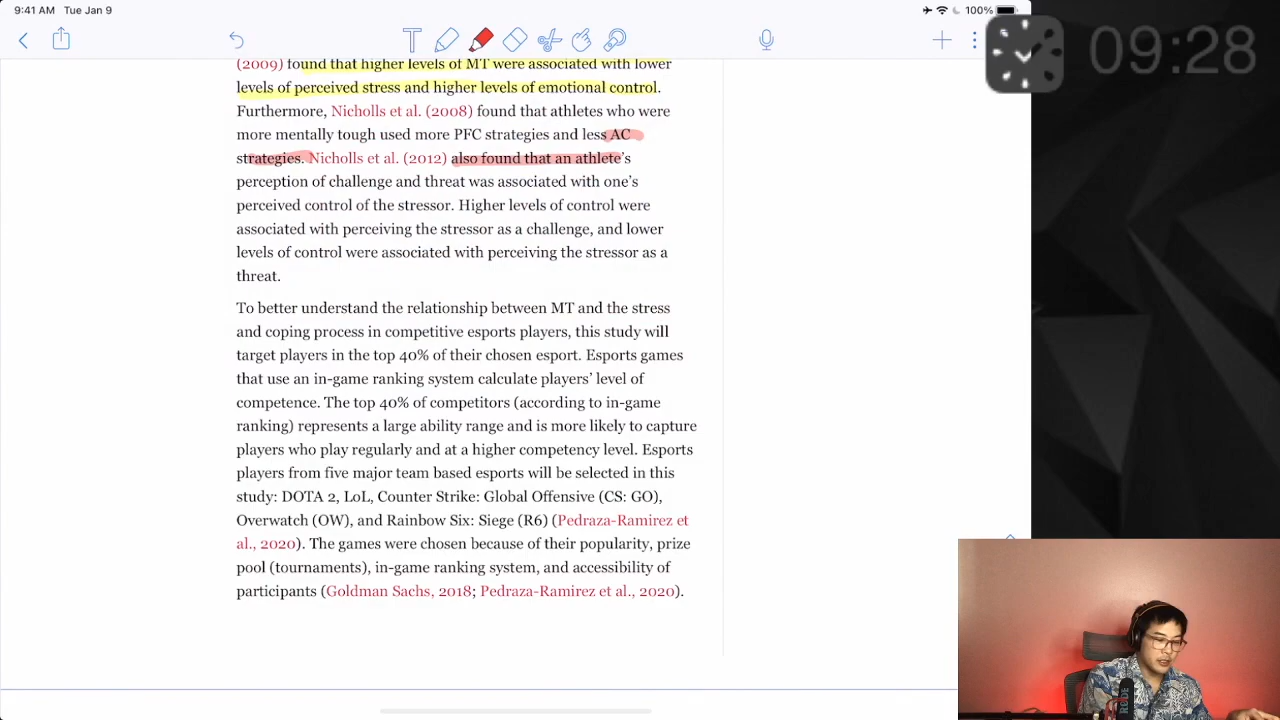 9:41 AM Tue Jan 9
100%
09:28
(2009) found that higher levels of MT were associated with lower
levels of perceived stress and higher levels of emotional control.
Furthermore, Nicholls et al. (2008) found that athletes who were
more mentally tough used more PFC strategies and less AC
strategies. Nicholls et al. (2012) also found that an athlete's
perception of challenge and threat was associated with one's
perceived control of the stressor. Higher levels of control were
associated with perceiving the stressor as a challenge, and lower
levels of control were associated with perceiving the stressor as a
threat.
To better understand the relationship between MT and the stress
and coping process in competitive esports players, this study will
target players in the top 40% of their chosen esport. Esports games
that use an in-game ranking system calculate players' level of
competence. The top 40% of competitors (according to in-game
ranking) represents a large ability range and is more likely to capture
players who play regularly and at a higher competency level. Esports
players from five major team based esports will be selected in this
study: DOTA 2, LoL, Counter Strike: Global Offensive (CS: GO),
Overwatch (OW), and Rainbow Six: Siege (R6) (Pedraza-Ramirez et
al., 2020). The games were chosen because of their popularity, prize
pool (tournaments), in-game ranking system, and accessibility of
participants (Goldman Sachs, 2018; Pedraza-Ramirez et al., 2020).
RODE